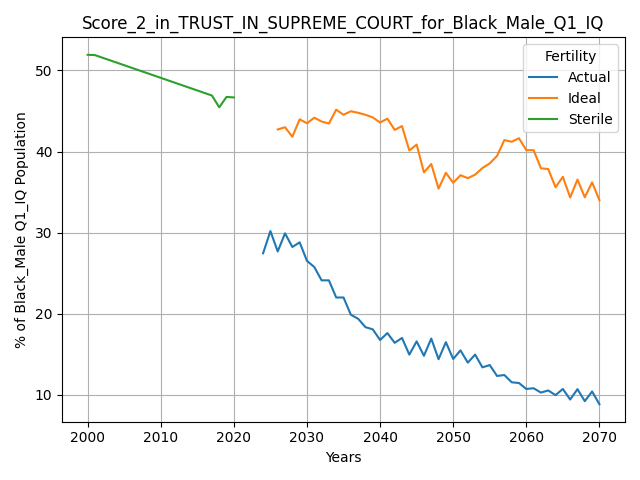 Score_2_in_TRUST_IN_SUPREME_COURT_for_Black_Male_Q1_IQ
Fertility
Actual
Ideal
Sterile
% of Black_Male Q1_IQ Population
50
40
30
20
10
2000 2010 2020 2030 2040 2050 2060 2070
Years